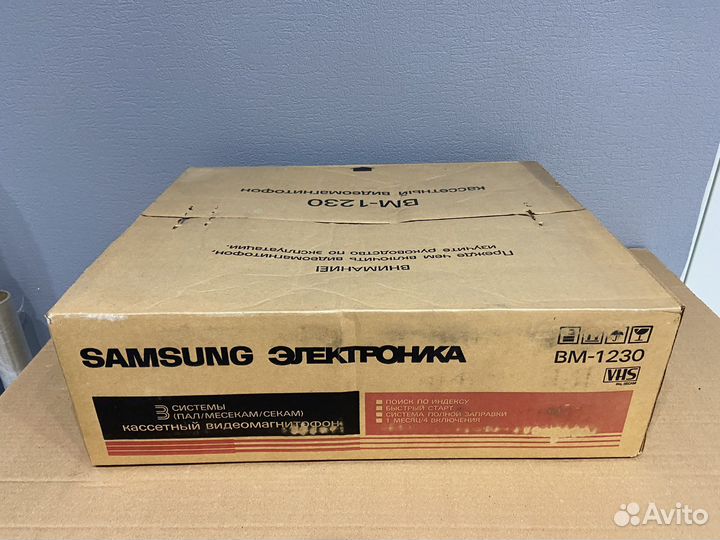 КАССЕТНЫЙ ВИДЕОМАГНИТОФОН
ВМ-1230
ВНИМАНИЕ!
Прежде чем включить видеомагнитофон,
изучите руководство по эксплуатации.
SAMSUNG ЭЛЕКТРОНИКА
ВМ-1230
VHS
PAL SECAM
3 СИСТЕМЫ
(ПАЛ/МЕСЕКАМ/СЕКАМ)
КАССЕТНЫЙ ВИДЕОМАГНИТОФОН
ПОИСК ПО ИНДЕКСУ
БЫСТРЫЙ СТАРТ
СИСТЕМА ПОЛНОЙ ЗАПРАВКИ
1 МЕСЯЦ/4 ВКЛЮЧЕНИЯ
Avito